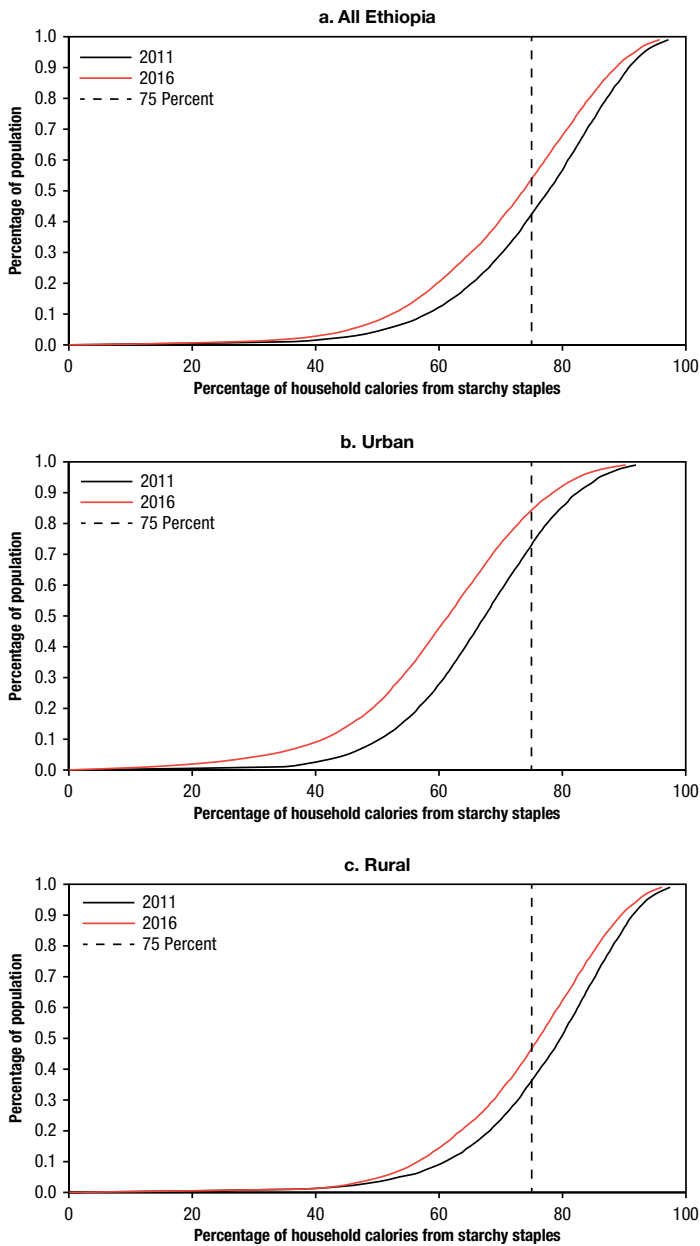 a. All Ethiopia
1.0
0.9
0.8
0.7
0.6
0.5
0.4
0.3
0.2
0.1
0.0
Percentage of population
2011
2016
75 Percent
0 20 40 60 80 100
Percentage of household calories from starchy staples
b. Urban
1.0
0.9
0.8
0.7
0.6
0.5
0.4
0.3
0.2
0.1
0.0
Percentage of population
2011
2016
75 Percent
0 20 40 60 80 100
Percentage of household calories from starchy staples
c. Rural
1.0
0.9
0.8
0.7
0.6
0.5
0.4
0.3
0.2
0.1
0.0
Percentage of population
2011
2016
75 Percent
0 20 40 60 80 100
Percentage of household calories from starchy staples